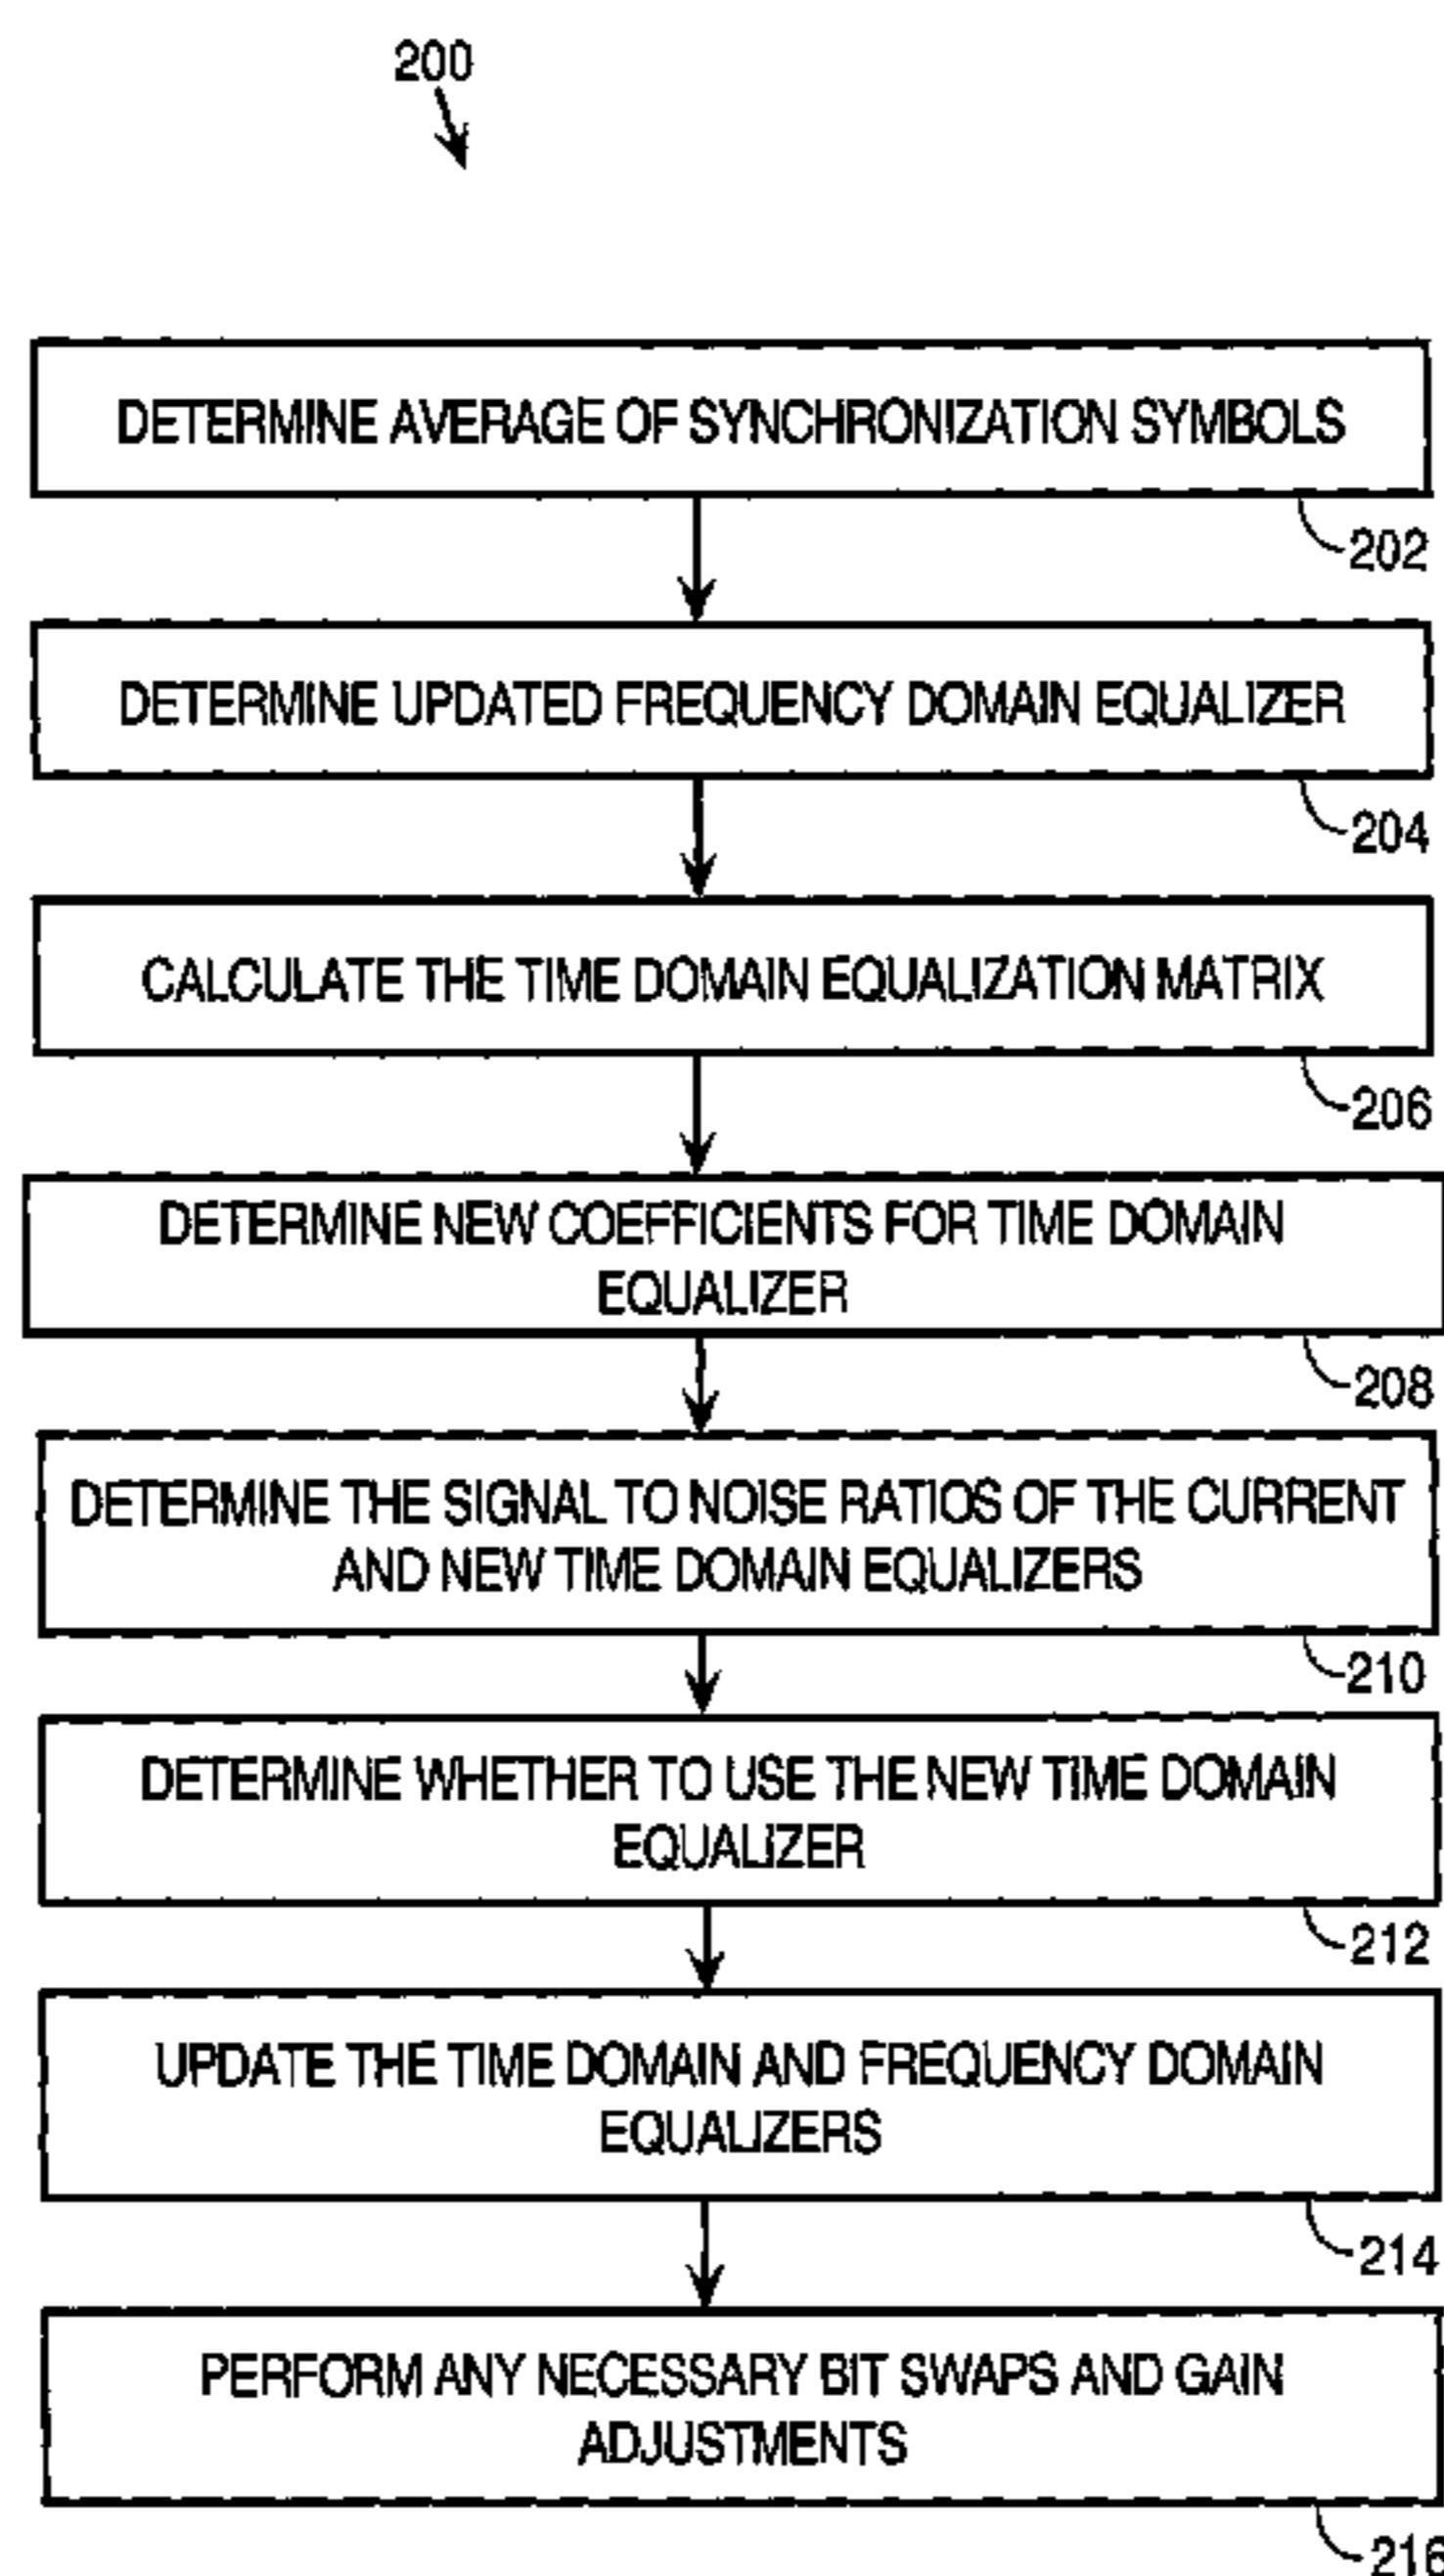 200
DETERMINE AVERAGE OF SYNCHRONIZATION SYMBOLS
202
DETERMINE UPDATED FREQUENCY DOMAIN EQUALIZER
204
CALCULATE THE TIME DOMAIN EQUALIZATION MATRIX
206
DETERMINE NEW COEFFICIENTS FOR TIME DOMAIN
EQUALIZER
208
DETERMINE THE SIGNAL TO NOISE RATIOS OF THE CURRENT
AND NEW TIME DOMAIN EQUALIZERS
210
DETERMINE WHETHER TO USE THE NEW TIME DOMAIN
EQUALIZER
212
UPDATE THE TIME DOMAIN AND FREQUENCY DOMAIN
EQUALIZERS
214
PERFORM ANY NECESSARY BIT SWAPS AND GAIN
ADJUSTMENTS
216